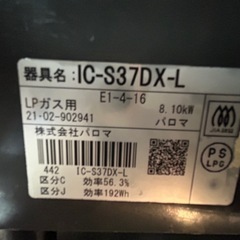 器具名：IC-S37DX-L
E1-4-16
LPガス用 8.10kW
21-02-902941 パロマ
株式会社パロマ
442 IC-S37DX-L
区分C 効率56.3%
区分J 効率192Wh
PS
LPG